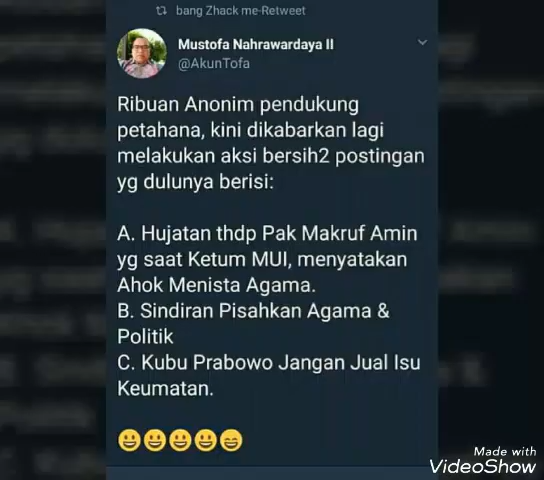 bang Zhack me-Retweet
Mustofa Nahrawardaya II
@AkunTofa
Ribuan Anonim pendukung
petahana, kini dikabarkan lagi
melakukan aksi bersih2 postingan
yg dulunya berisi:
A. Hujatan thdp Pak Makruf Amin
yg saat Ketum MUI, menyatakan
Ahok Menista Agama.
B. Sindiran Pisahkan Agama &
Politik
C. Kubu Prabowo Jangan Jual Isu
Keumatan.
😃😃😃😃😄
Made with
VideoShow